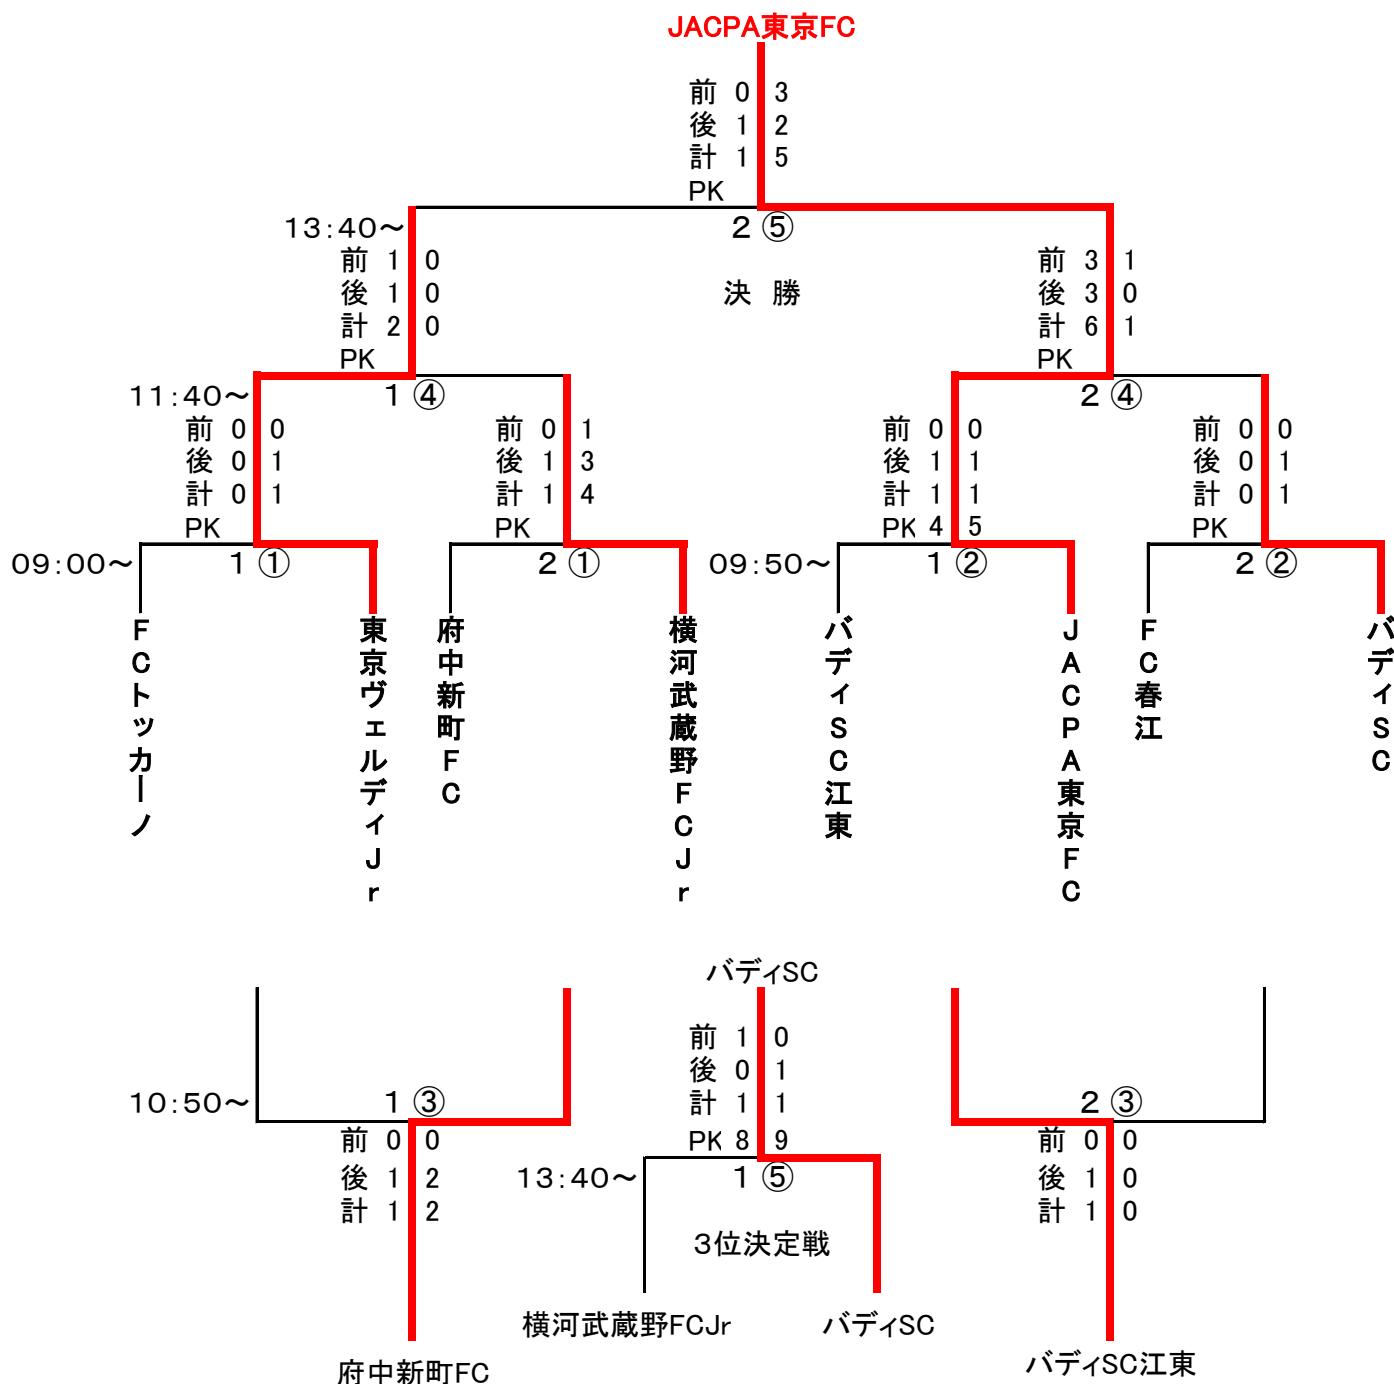 JACPA東京FC
前 0 3
後 1 2
計 1 5
PK
2 ⑤
13:40～
決 勝
前 1 0
後 1 0
計 2 0
PK
1 ④
前 3 1
後 3 0
計 6 1
PK
2 ④
11:40～
前 0 0
後 0 1
計 0 1
PK
1 ①
前 0 1
後 1 3
計 1 4
PK
2 ①
前 0 0
後 1 1
計 1 1
PK 4 5
1 ②
前 0 0
後 0 1
計 0 1
PK
2 ②
09:00～
09:50～
FCトッカーノ
東京ヴェルディJr
府中新町FC
横河武蔵野FCJr
バディSC江東
JACPA東京FC
FC春江
バディSC
10:50～
1 ③
前 0 0
後 1 2
計 1 2
府中新町FC
バディSC
前 1 0
後 0 1
計 1 1
PK 8 9
13:40～
1 ⑤
3位決定戦
横河武蔵野FCJr
バディSC
2 ③
前 0 0
後 1 0
計 1 0
バディSC江東